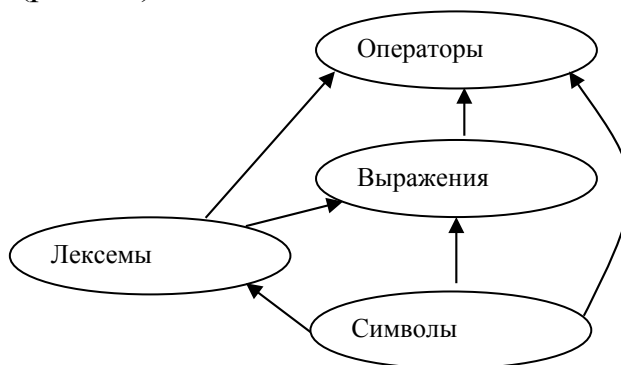 Операторы
Выражения
Лексемы
Символы